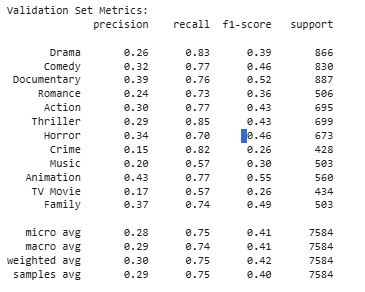 Validation Set Metrics:
precision recall f1-score support
Drama 0.26 0.83 0.39 866
Comedy 0.32 0.77 0.46 830
Documentary 0.39 0.76 0.52 887
Romance 0.24 0.73 0.36 506
Action 0.30 0.77 0.43 695
Thriller 0.29 0.85 0.43 699
Horror 0.34 0.70 0.46 673
Crime 0.15 0.82 0.26 428
Music 0.20 0.57 0.30 503
Animation 0.43 0.77 0.55 560
TV Movie 0.17 0.57 0.26 434
Family 0.37 0.74 0.49 503
micro avg 0.28 0.75 0.41 7584
macro avg 0.29 0.74 0.41 7584
weighted avg 0.30 0.75 0.42 7584
samples avg 0.29 0.75 0.40 7584